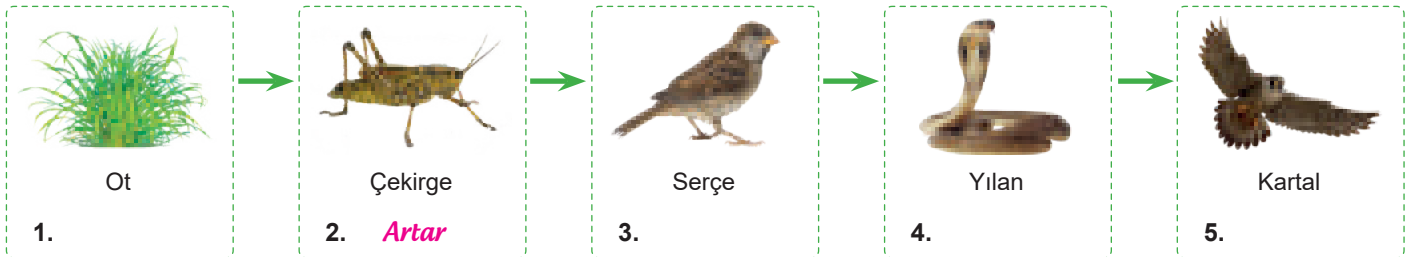 Ot
Çekirge
Serçe
Yılan
Kartal
1.
2. Artar
3.
4.
5.